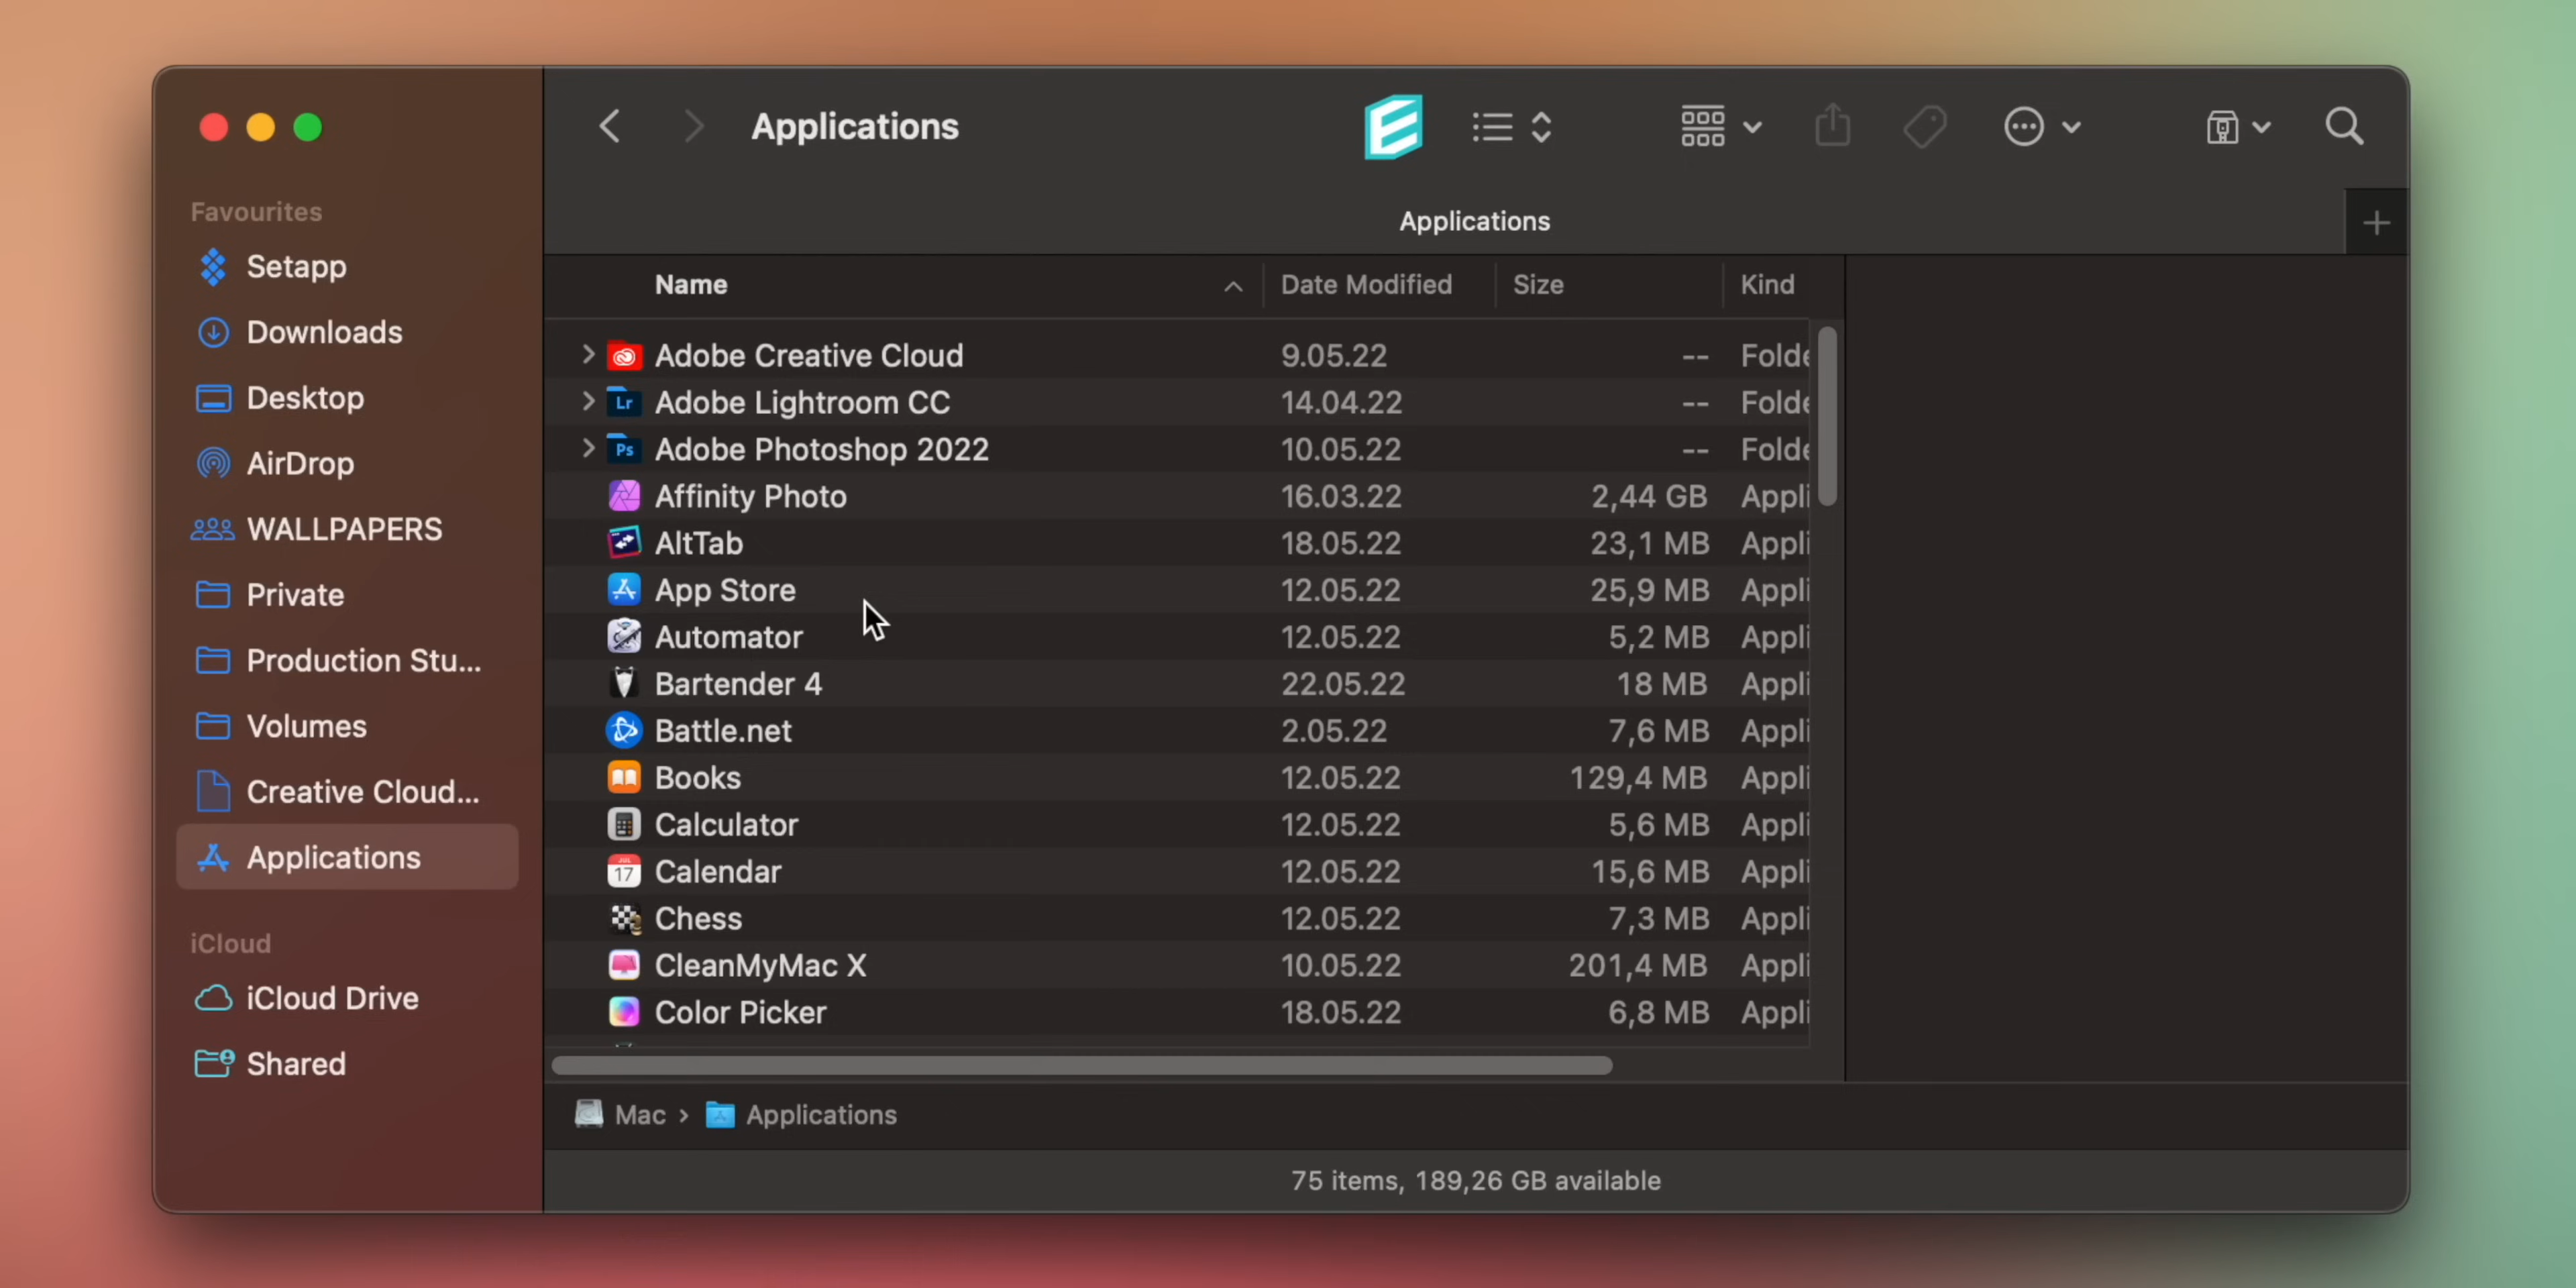 Applications
Applications
Favourites
Setapp
Downloads
Desktop
AirDrop
WALLPAPERS
Private
Production Stu...
Volumes
Creative Cloud...
Applications
iCloud
iCloud Drive
Shared
Name Date Modified Size Kind
Adobe Creative Cloud 9.05.22 -- Folde
Lr Adobe Lightroom CC 14.04.22 -- Folde
Ps Adobe Photoshop 2022 10.05.22 -- Folde
Affinity Photo 16.03.22 2,44 GB Appli
AltTab 18.05.22 23,1 MB Appli
App Store 12.05.22 25,9 MB Appli
Automator 12.05.22 5,2 MB Appli
Bartender 4 22.05.22 18 MB Appli
Battle.net 2.05.22 7,6 MB Appli
Books 12.05.22 129,4 MB Appli
Calculator 12.05.22 5,6 MB Appli
JUL 17 Calendar 12.05.22 15,6 MB Appli
Chess 12.05.22 7,3 MB Appli
CleanMyMac X 10.05.22 201,4 MB Appli
Color Picker 18.05.22 6,8 MB Appli
Mac › Applications
75 items, 189,26 GB available